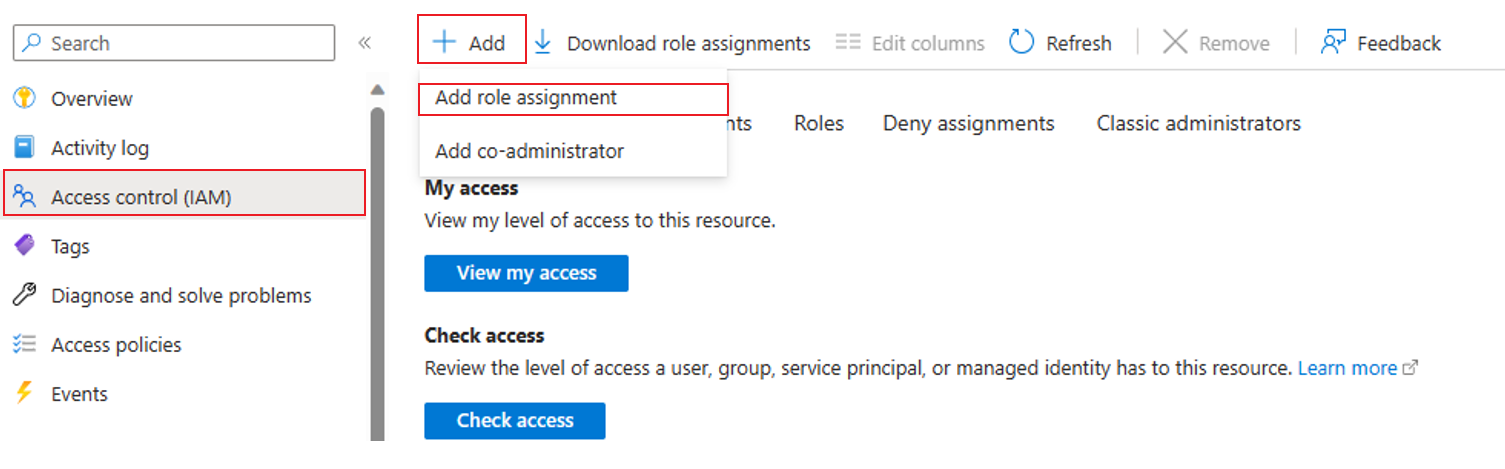 Search
Overview
Activity log
Access control (IAM)
Tags
Diagnose and solve problems
Access policies
Events
Add Download role assignments Edit columns Refresh Remove Feedback
Add role assignment
Add co-administrator
nts Roles Deny assignments Classic administrators
My access
View my level of access to this resource.
View my access
Check access
Review the level of access a user, group, service principal, or managed identity has to this resource. Learn more
Check access